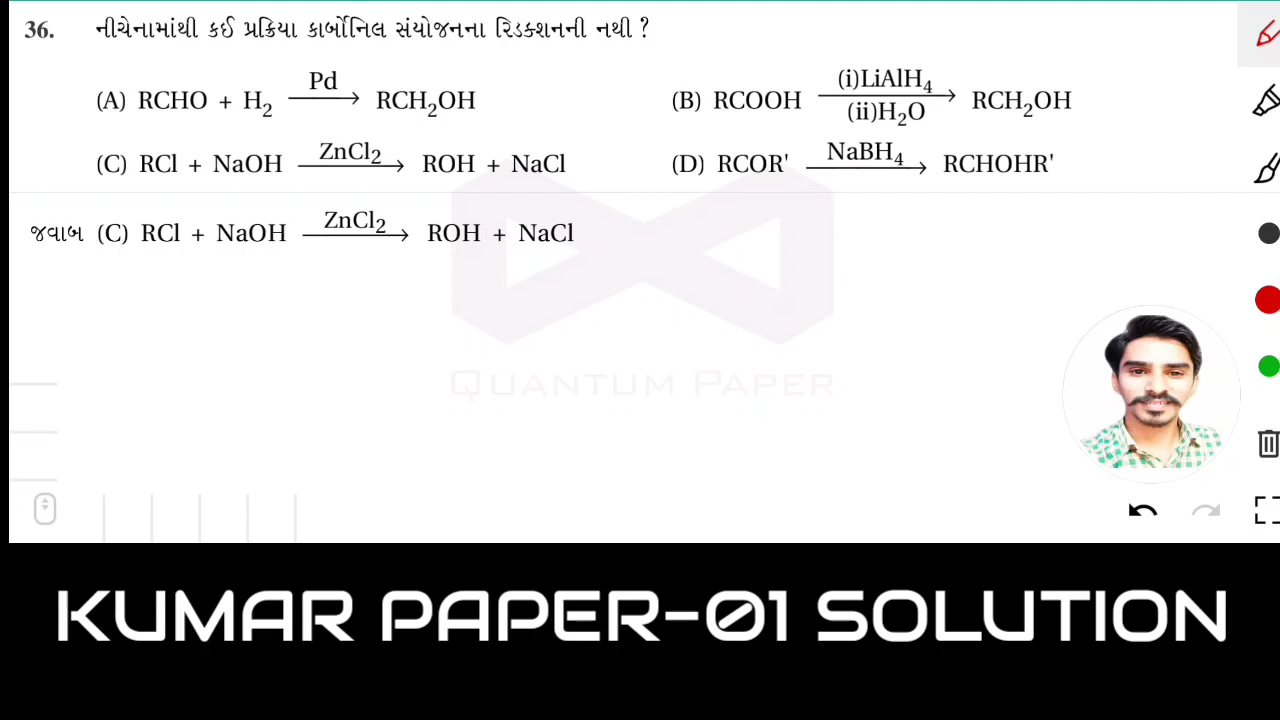 36. નીચેનામાંથી કઈ પ્રક્રિયા કાર્બોનિલ સંયોજનના રિડક્શનની નથી ?
(A) RCHO + H₂ —Pd→ RCH₂OH (B) RCOOH —(i)LiAlH₄ (ii)H₂O→ RCH₂OH
(C) RCl + NaOH —ZnCl₂→ ROH + NaCl (D) RCOR' —NaBH₄→ RCHOHR'
જવાબ (C) RCl + NaOH —ZnCl₂→ ROH + NaCl
QUANTUM PAPER
KUMAR PAPER-01 SOLUTION